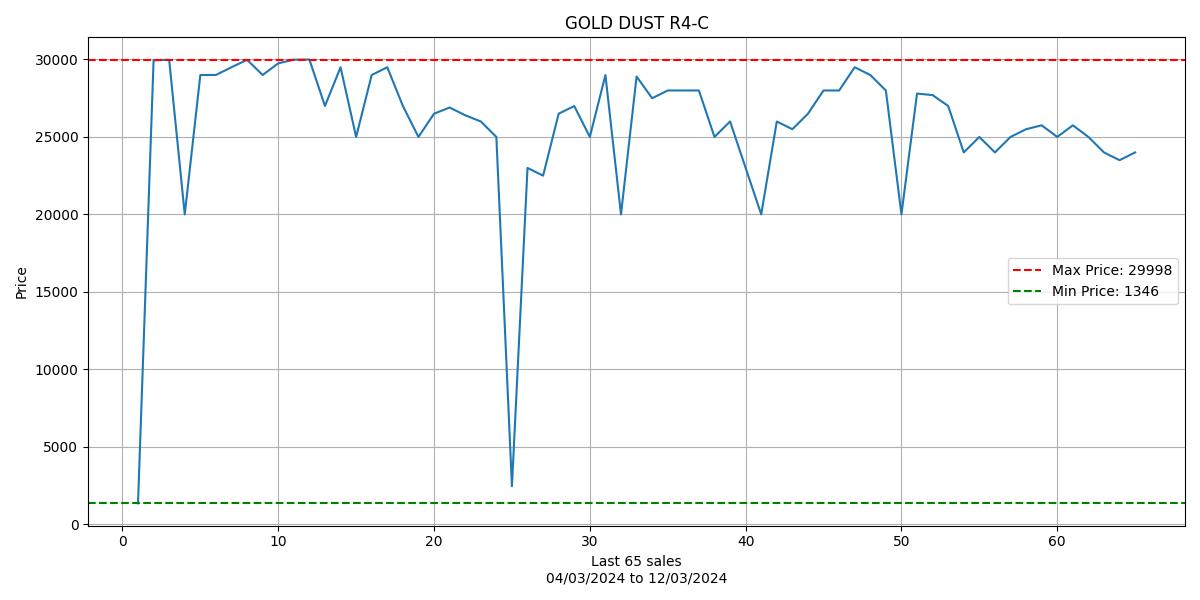 GOLD DUST R4-C
30000
25000
20000
15000
10000
5000
0
Price
Max Price: 29998
Min Price: 1346
0 10 20 30 40 50 60
Last 65 sales
04/03/2024 to 12/03/2024